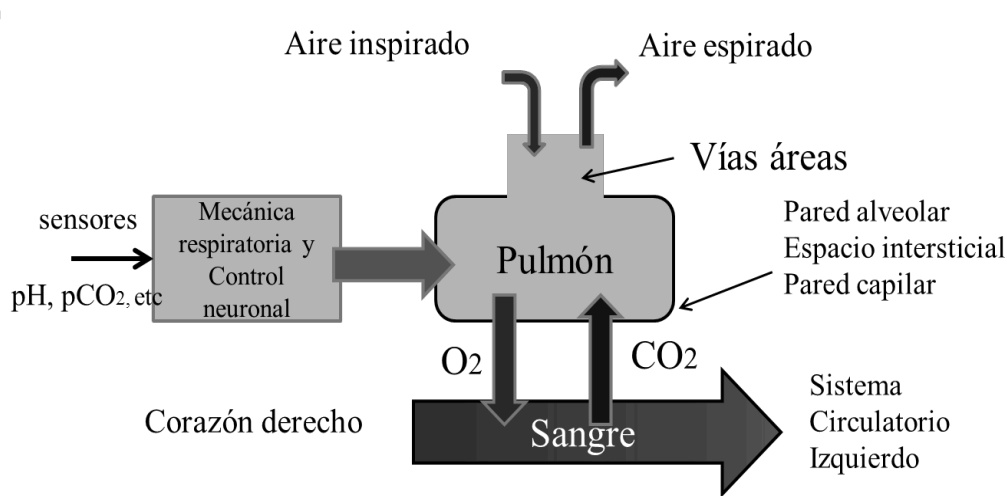 Aire inspirado
Aire espirado
Vías áreas
sensores
pH, pCO2, etc
Mecánica
respiratoria y
Control
neuronal
Pulmón
Pared alveolar
Espacio intersticial
Pared capilar
O2
CO2
Corazón derecho
Sangre
Sistema
Circulatorio
Izquierdo